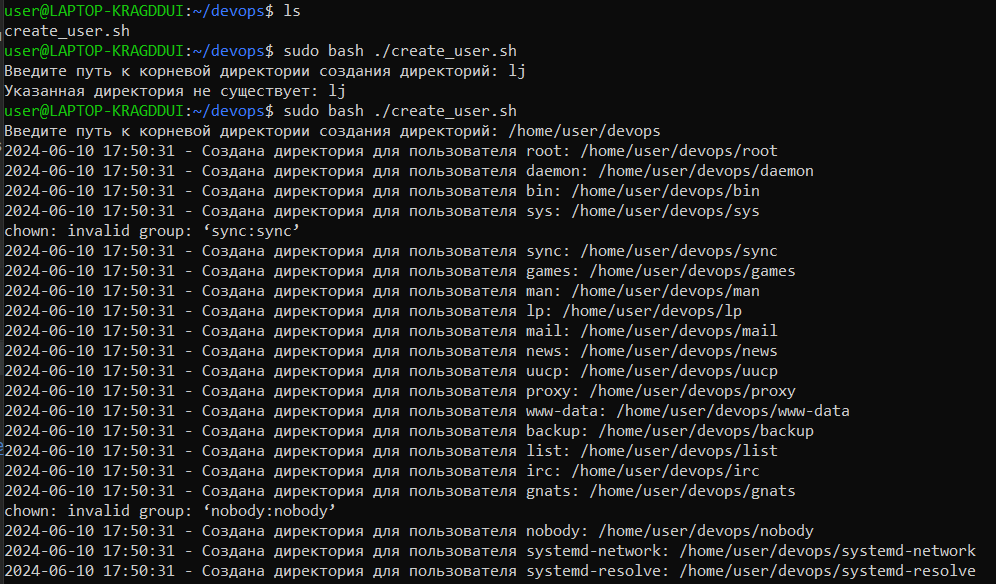 user@LAPTOP-KRAGDDUI:~/devops$ ls
create_user.sh
user@LAPTOP-KRAGDDUI:~/devops$ sudo bash ./create_user.sh
Введите путь к корневой директории создания директорий: lj
Указанная директория не существует: lj
user@LAPTOP-KRAGDDUI:~/devops$ sudo bash ./create_user.sh
Введите путь к корневой директории создания директорий: /home/user/devops
2024-06-10 17:50:31 - Создана директория для пользователя root: /home/user/devops/root
2024-06-10 17:50:31 - Создана директория для пользователя daemon: /home/user/devops/daemon
2024-06-10 17:50:31 - Создана директория для пользователя bin: /home/user/devops/bin
2024-06-10 17:50:31 - Создана директория для пользователя sys: /home/user/devops/sys
chown: invalid group: ‘sync:sync’
2024-06-10 17:50:31 - Создана директория для пользователя sync: /home/user/devops/sync
2024-06-10 17:50:31 - Создана директория для пользователя games: /home/user/devops/games
2024-06-10 17:50:31 - Создана директория для пользователя man: /home/user/devops/man
2024-06-10 17:50:31 - Создана директория для пользователя lp: /home/user/devops/lp
2024-06-10 17:50:31 - Создана директория для пользователя mail: /home/user/devops/mail
2024-06-10 17:50:31 - Создана директория для пользователя news: /home/user/devops/news
2024-06-10 17:50:31 - Создана директория для пользователя uucp: /home/user/devops/uucp
2024-06-10 17:50:31 - Создана директория для пользователя proxy: /home/user/devops/proxy
2024-06-10 17:50:31 - Создана директория для пользователя www-data: /home/user/devops/www-data
2024-06-10 17:50:31 - Создана директория для пользователя backup: /home/user/devops/backup
2024-06-10 17:50:31 - Создана директория для пользователя list: /home/user/devops/list
2024-06-10 17:50:31 - Создана директория для пользователя irc: /home/user/devops/irc
2024-06-10 17:50:31 - Создана директория для пользователя gnats: /home/user/devops/gnats
chown: invalid group: ‘nobody:nobody’
2024-06-10 17:50:31 - Создана директория для пользователя nobody: /home/user/devops/nobody
2024-06-10 17:50:31 - Создана директория для пользователя systemd-network: /home/user/devops/systemd-network
2024-06-10 17:50:31 - Создана директория для пользователя systemd-resolve: /home/user/devops/systemd-resolve